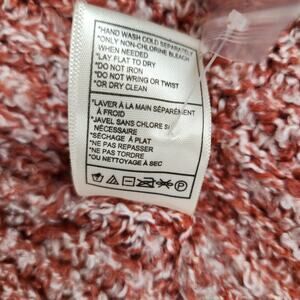 *HAND WASH COLD SEPARATELY
*ONLY NON-CHLORINE BLEACH
WHEN NEEDED
*LAY FLAT TO DRY
*DO NOT IRON
*DO NOT WRING OR TWIST
*OR DRY CLEAN
*LAVER À LA MAIN SÉPARÉMENT
À FROID
*JAVEL SANS CHLORE SI
NÉCESSAIRE
*SÉCHAGE À PLAT
*NE PAS REPASSER
*NE PAS TORDRE
*OU NETTOYAGE À SEC
P